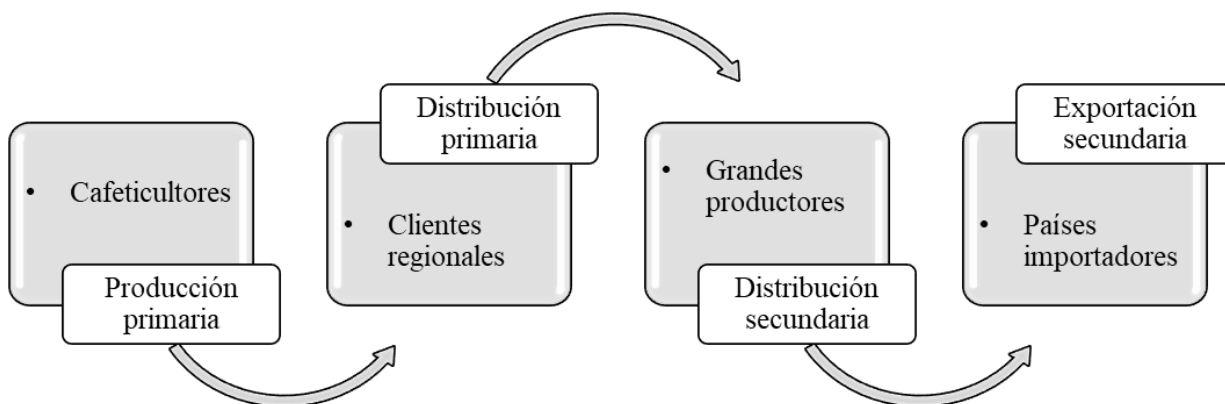 • Cafeticultores
Producción
primaria
Distribución
primaria
• Clientes
regionales
• Grandes
productores
Distribución
secundaria
Exportación
secundaria
• Países
importadores